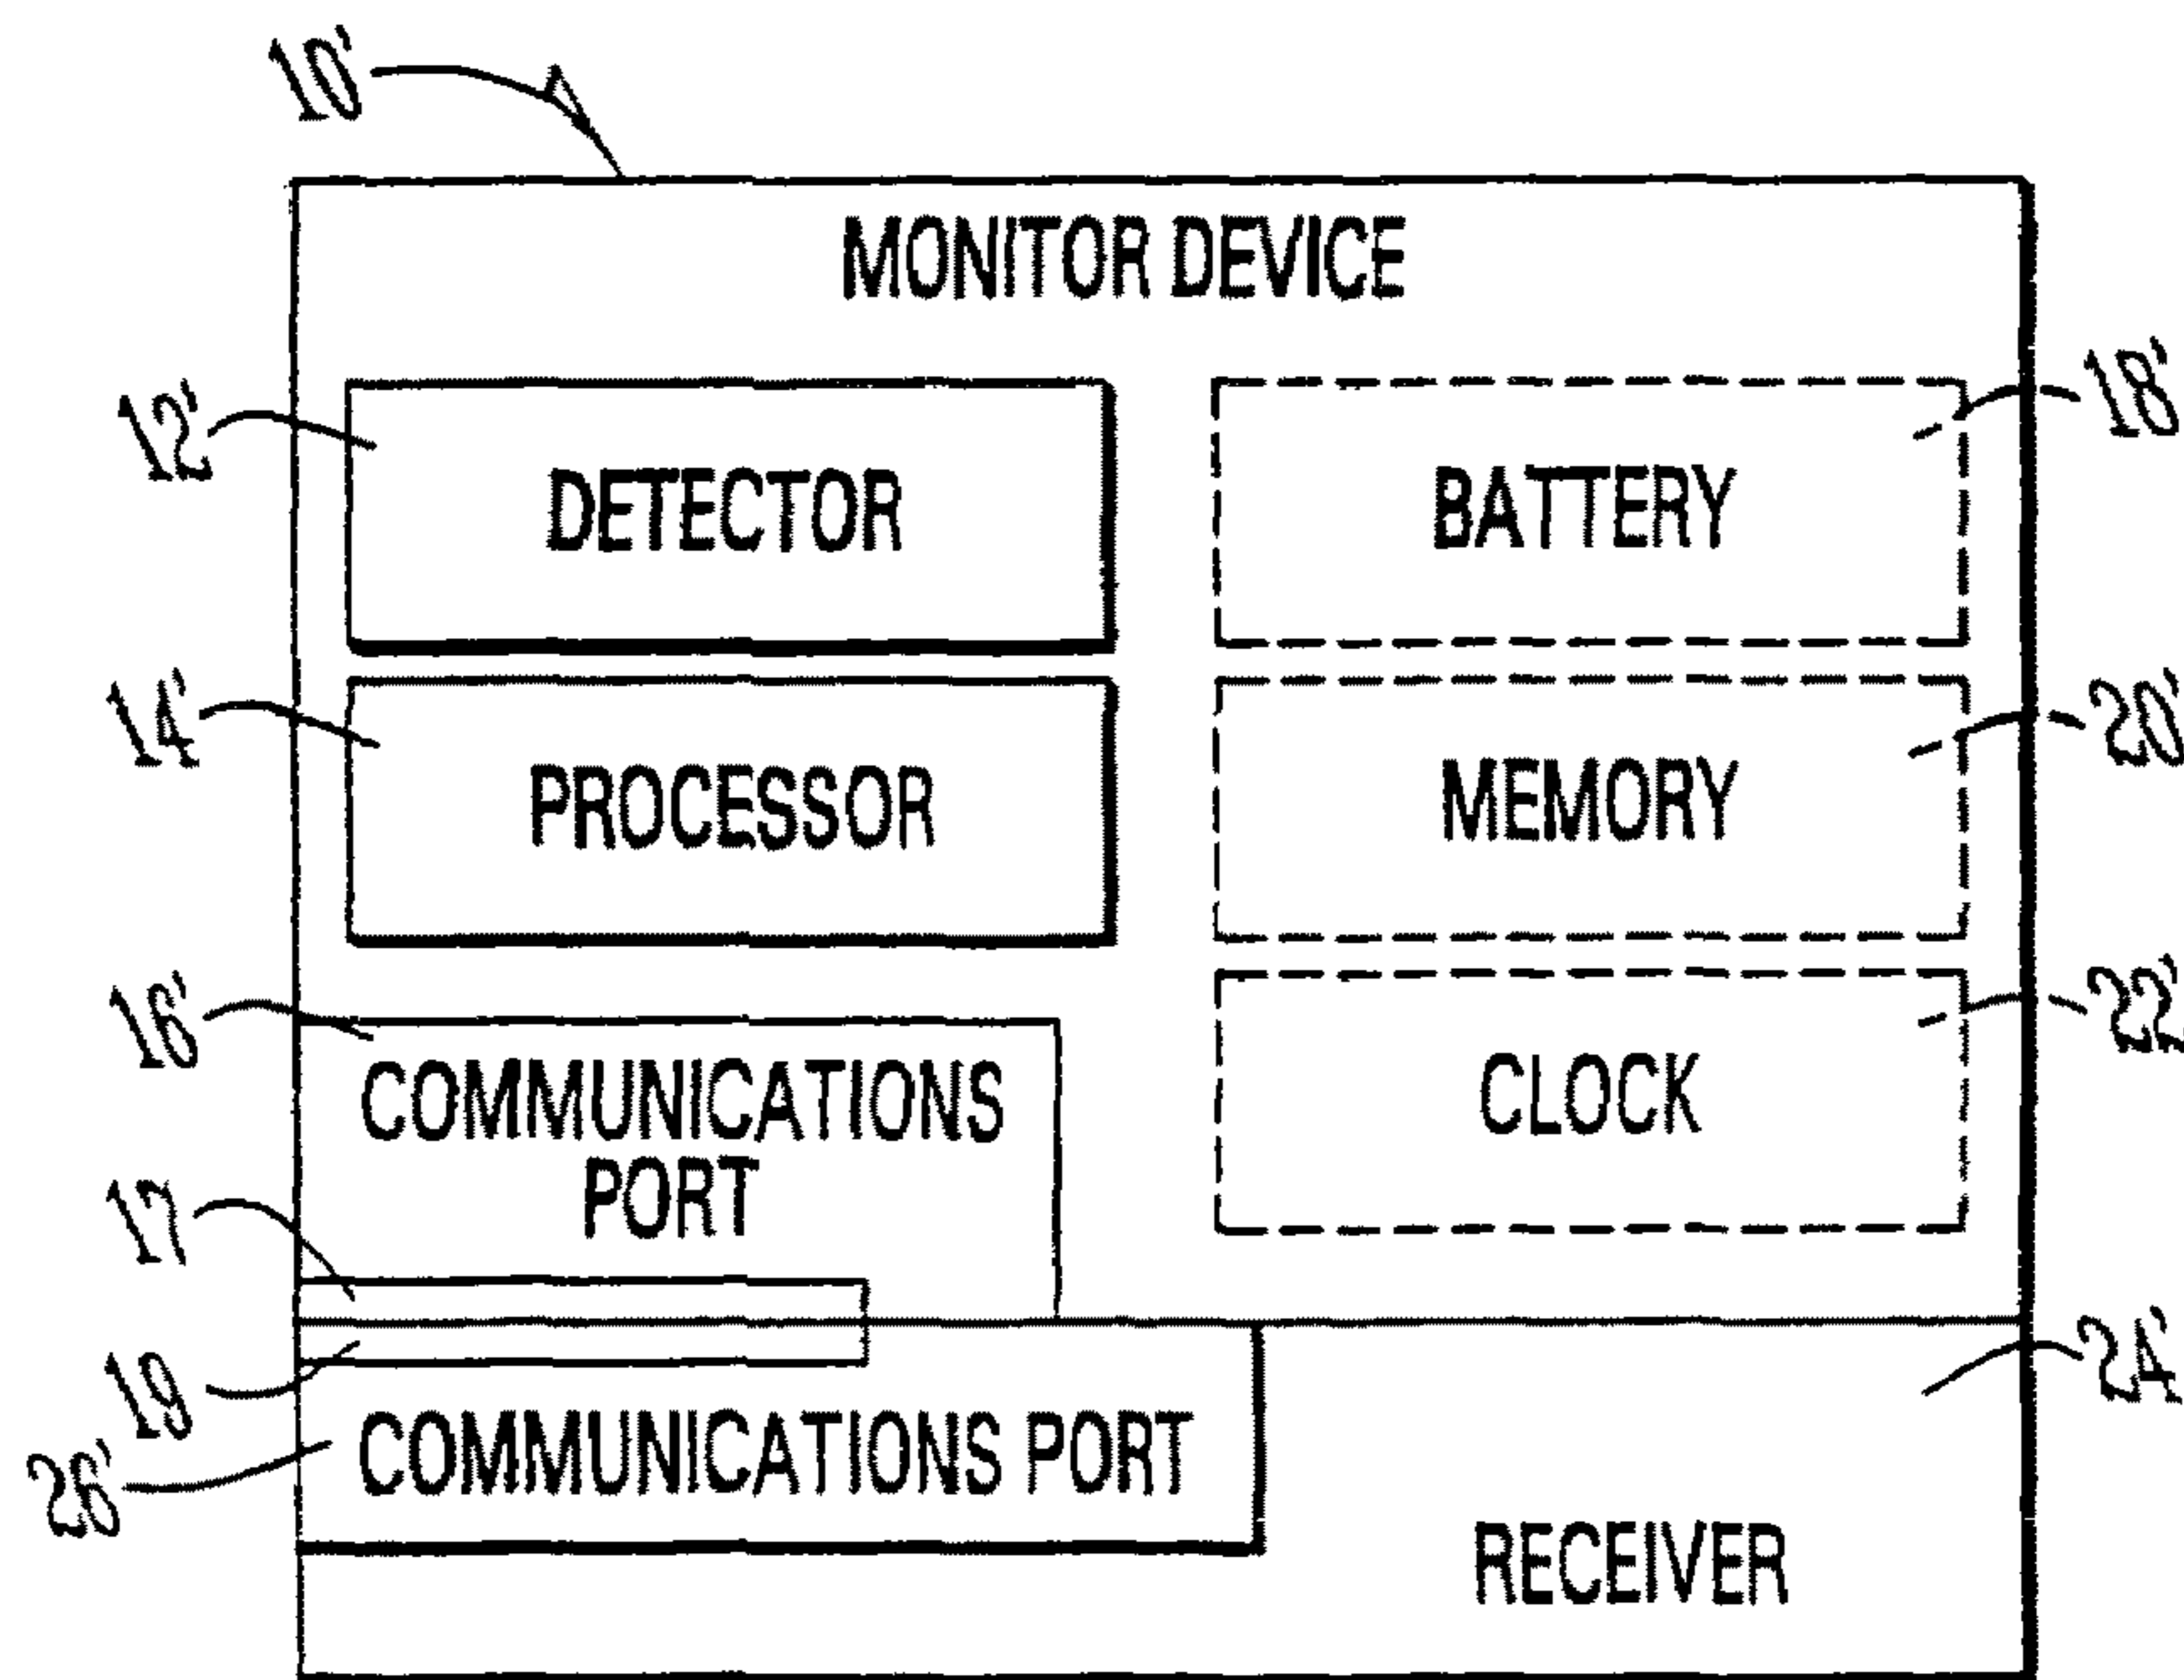 10'
MONITOR DEVICE
12'
DETECTOR
BATTERY
18'
14'
PROCESSOR
MEMORY
20'
16'
COMMUNICATIONS
PORT
CLOCK
22'
17
19
26'
COMMUNICATIONS PORT
24'
RECEIVER